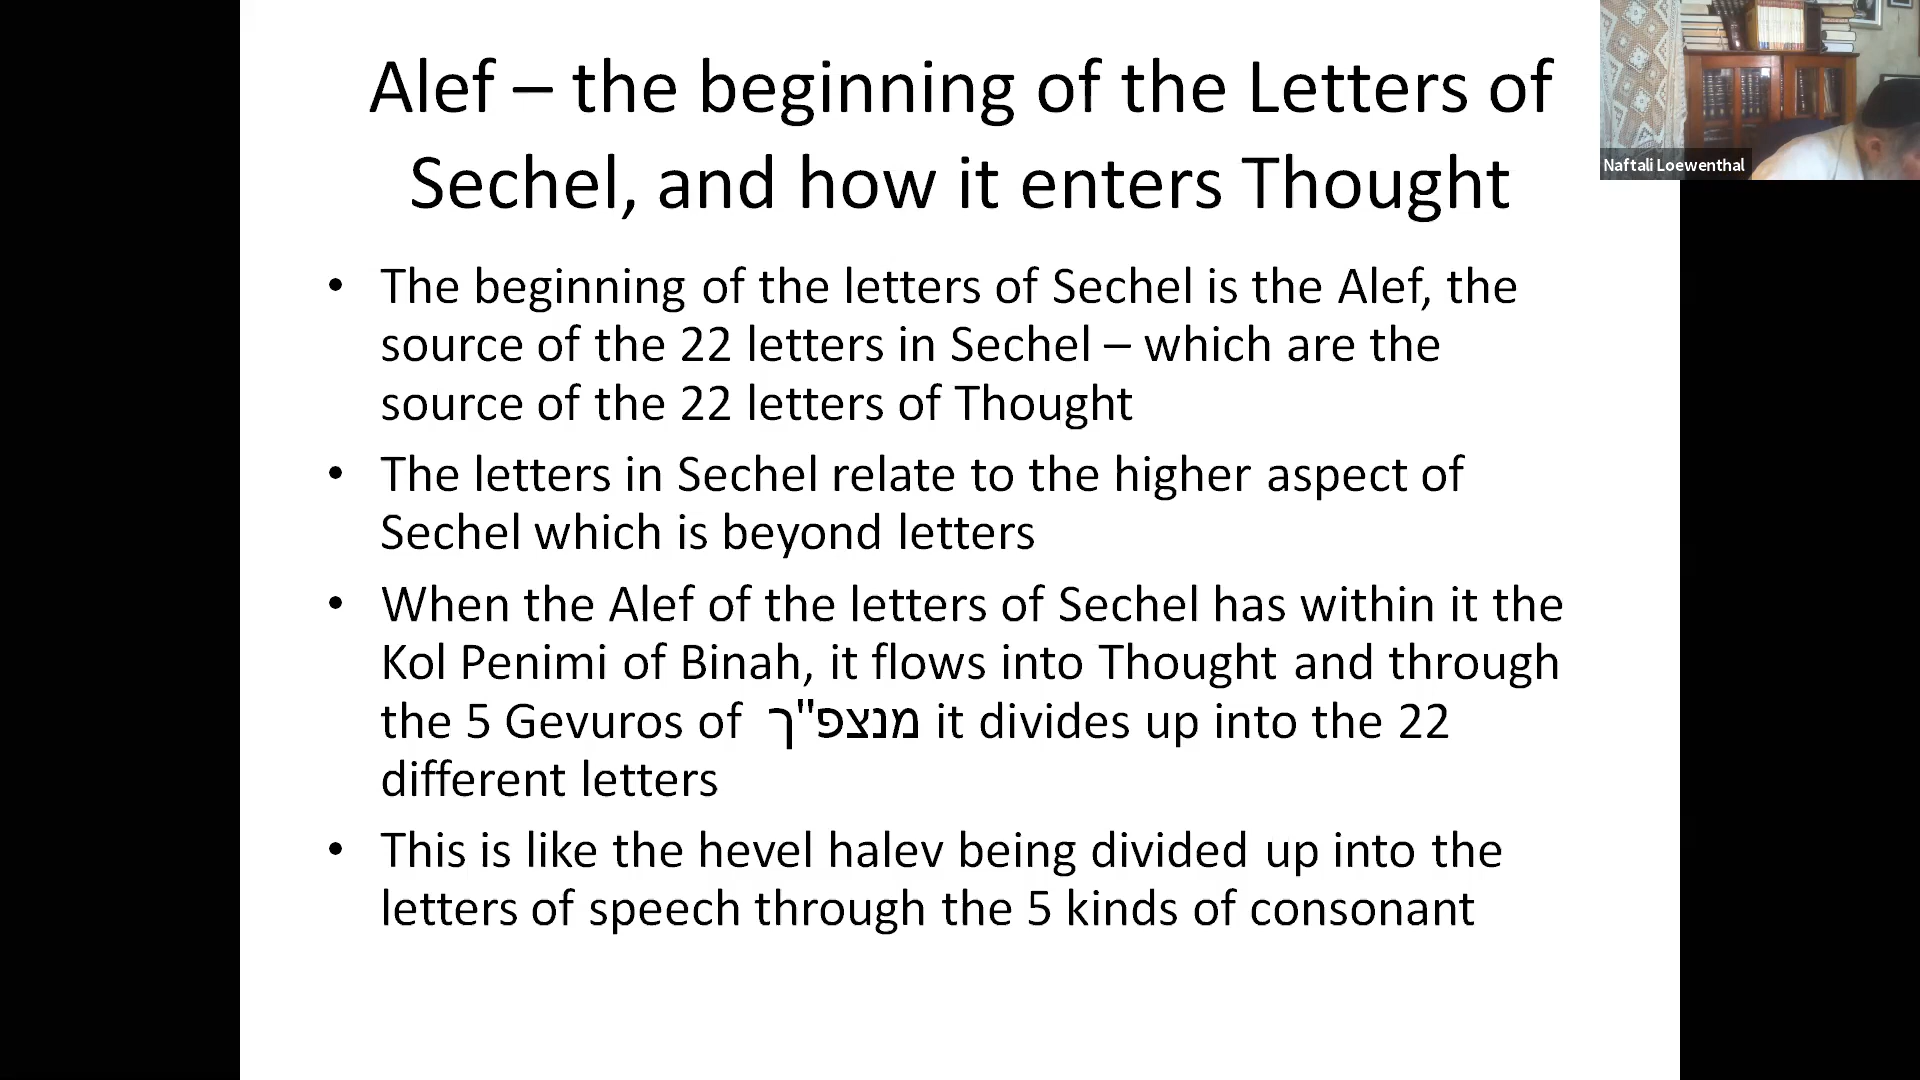 Alef – the beginning of the Letters of
Sechel, and how it enters Thought
Naftali Loewenthal
• The beginning of the letters of Sechel is the Alef, the
source of the 22 letters in Sechel – which are the
source of the 22 letters of Thought
• The letters in Sechel relate to the higher aspect of
Sechel which is beyond letters
• When the Alef of the letters of Sechel has within it the
Kol Penimi of Binah, it flows into Thought and through
the 5 Gevuros of מנצפ"ך it divides up into the 22
different letters
• This is like the hevel halev being divided up into the
letters of speech through the 5 kinds of consonant